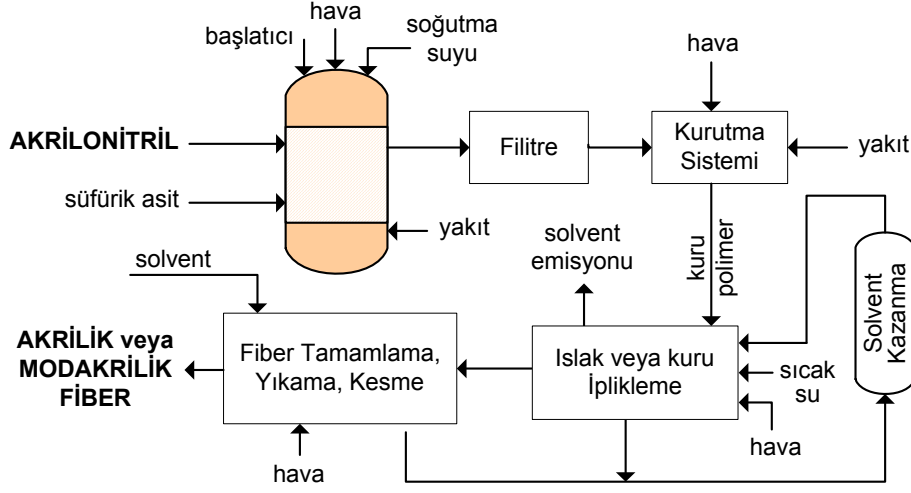 hava
başlatıcı
soğutma
suyu
hava
AKRİLONİTRİL
Filitre
Kurutma
Sistemi
yakıt
süfürik asit
yakıt
solvent
emisyonu
kuru
polimer
solvent
Solvent
Kazanma
AKRİLİK veya
MODAKRİLİK
FİBER
Fiber Tamamlama,
Yıkama, Kesme
Islak veya kuru
İplikleme
sıcak
su
hava
hava